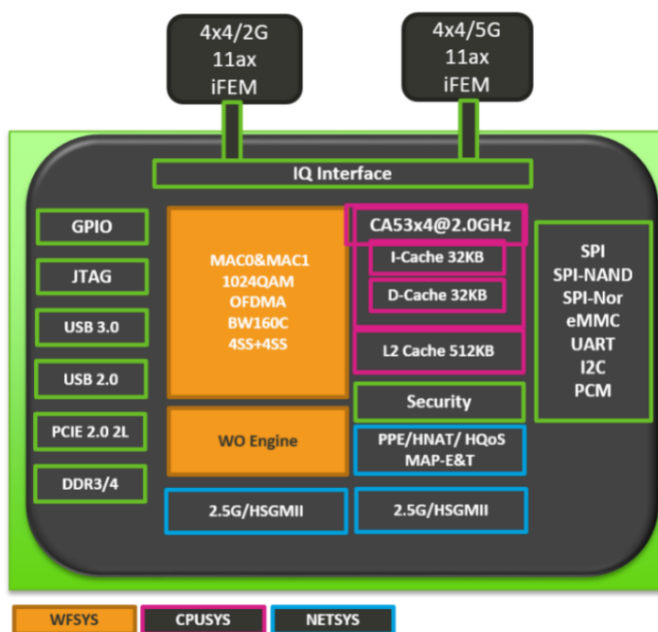 4x4/2G
11ax
iFEM
4x4/5G
11ax
iFEM
IQ Interface
GPIO
JTAG
USB 3.0
USB 2.0
PCIE 2.0 2L
DDR3/4
MAC0&MAC1
1024QAM
OFDMA
BW160C
4SS+4SS
WO Engine
2.5G/HSGMII
CA53x4@2.0GHz
I-Cache 32KB
D-Cache 32KB
L2 Cache 512KB
Security
PPE/HNAT/ HQoS
MAP-E&T
2.5G/HSGMII
SPI
SPI-NAND
SPI-Nor
eMMC
UART
I2C
PCM
WFSYS
CPUSYS
NETSYS